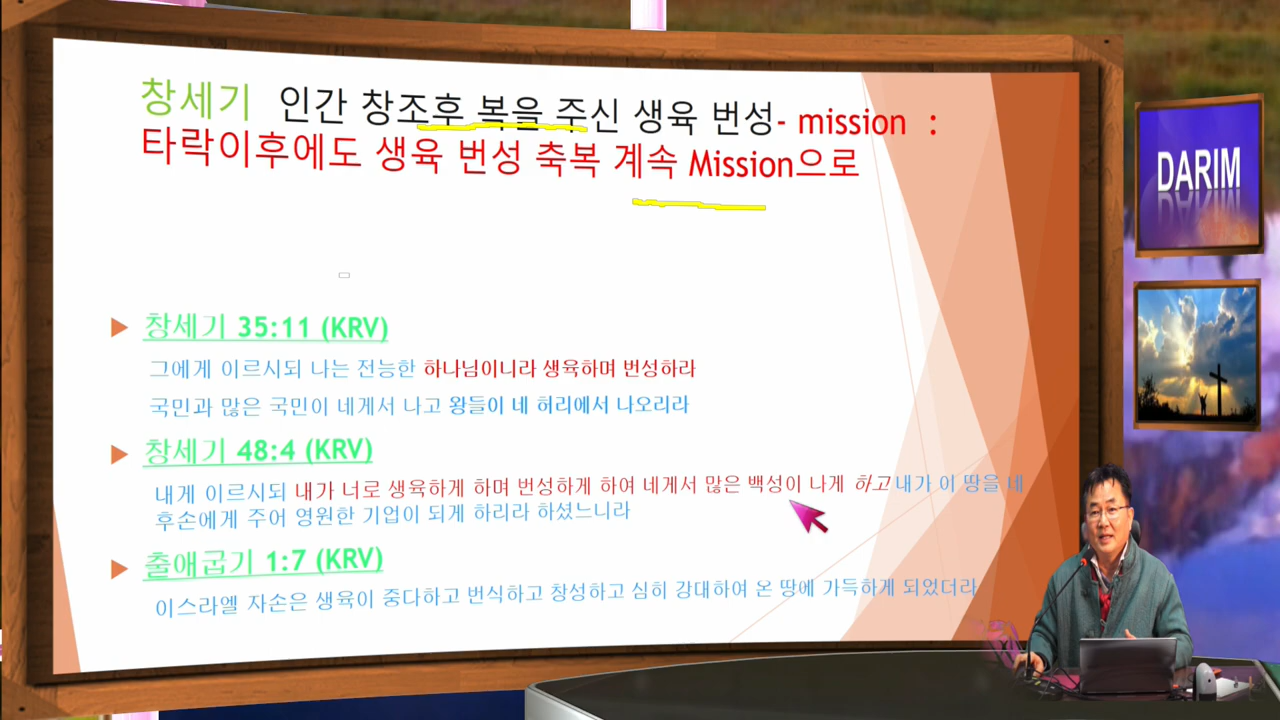 창세기 인간 창조후 복을 주신 생육 번성- mission :
타락이후에도 생육 번성 축복 계속 Mission으로
창세기 35:11 (KRV)
그에게 이르시되 나는 전능한 하나님이니라 생육하며 번성하라
국민과 많은 국민이 네게서 나고 왕들이 네 허리에서 나오리라
창세기 48:4 (KRV)
내게 이르시되 내가 너로 생육하게 하며 번성하게 하여 네게서 많은 백성이 나게 하고 내가 이 땅을 네
후손에게 주어 영원한 기업이 되게 하리라 하셨느니라
출애굽기 1:7 (KRV)
이스라엘 자손은 생육이 중다하고 번식하고 창성하고 심히 강대하여 온 땅에 가득하게 되었더라
DARIM